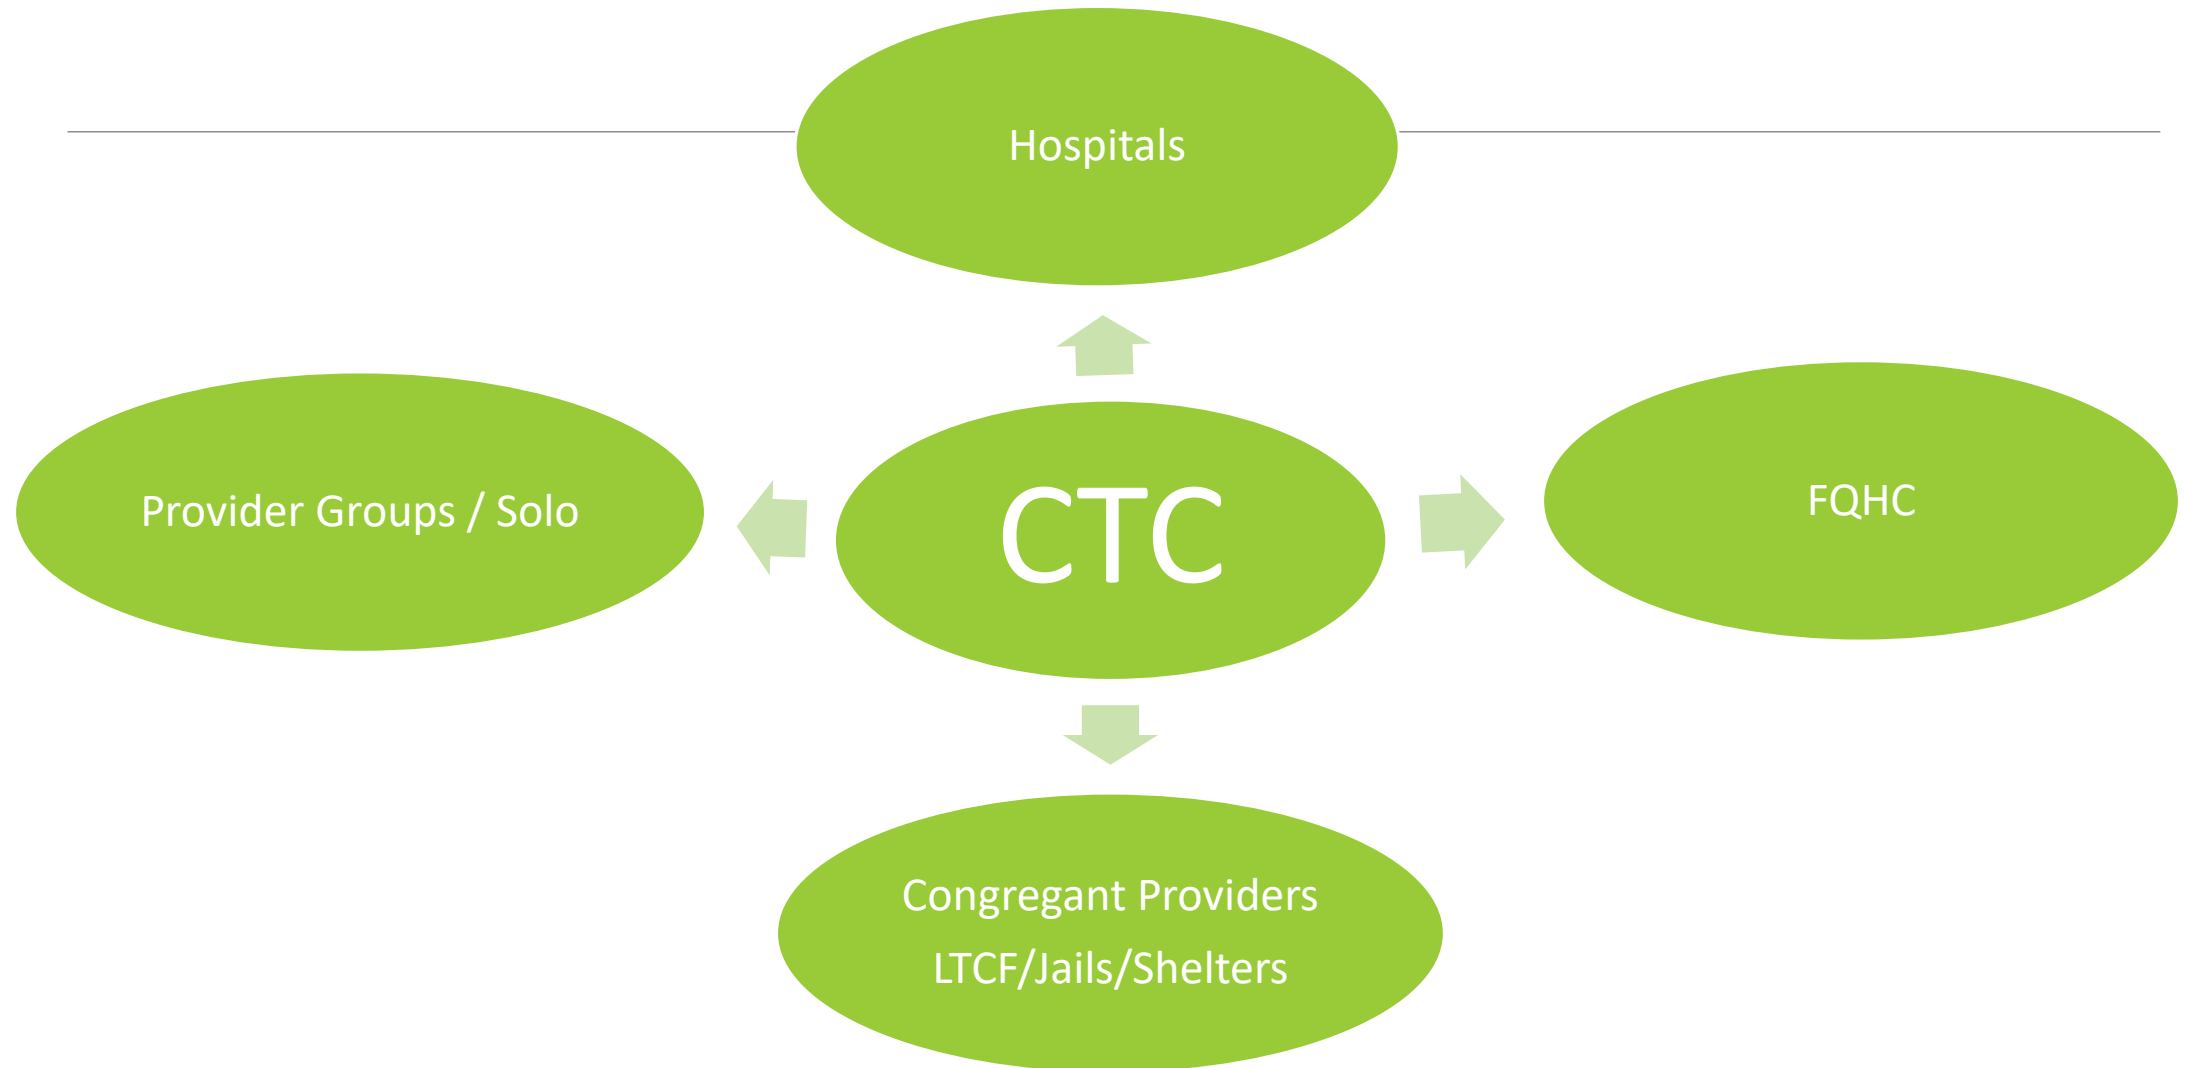 Hospitals
Provider Groups / Solo
CTC
FQHC
Congregant Providers
LTCF/Jails/Shelters